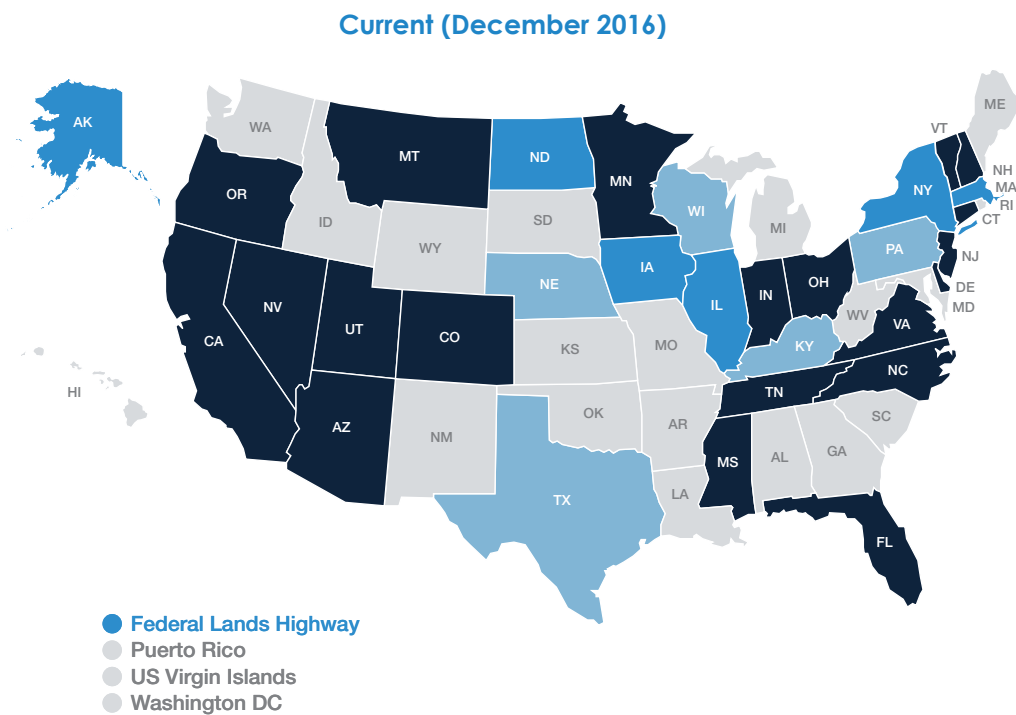 Current (December 2016)
AK
WA
MT
ND
MN
ME
VT
NH
MA
RI
CT
NY
OR
ID
SD
WI
MI
WY
IA
PA
NJ
NE
IL
IN
OH
DE
MD
NV
UT
CO
CA
KS
MO
WV
VA
KY
NC
HI
TN
AZ
NM
OK
AR
SC
MS
AL
GA
TX
LA
FL
Federal Lands Highway
Puerto Rico
US Virgin Islands
Washington DC